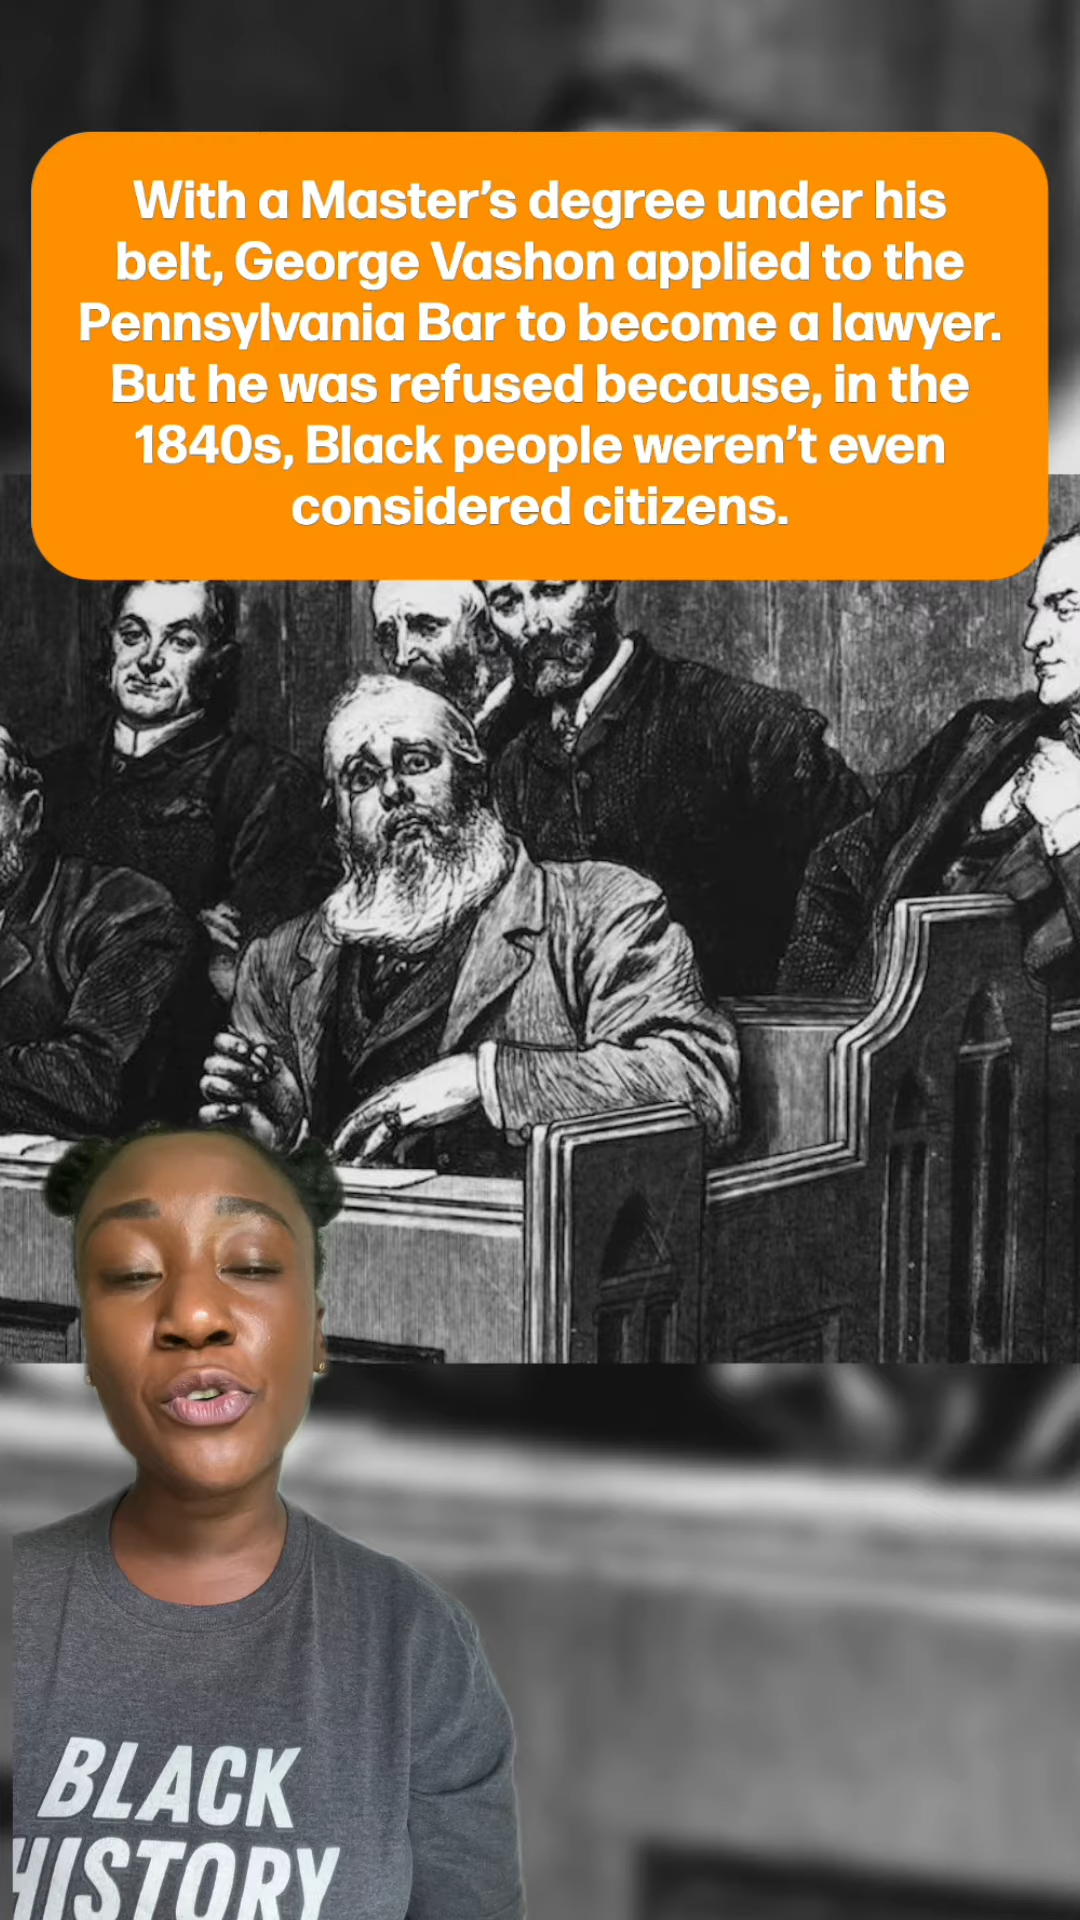 With a Master’s degree under his
belt, George Vashon applied to the
Pennsylvania Bar to become a lawyer.
But he was refused because, in the
1840s, Black people weren’t even
considered citizens.
BLACK
HISTORY